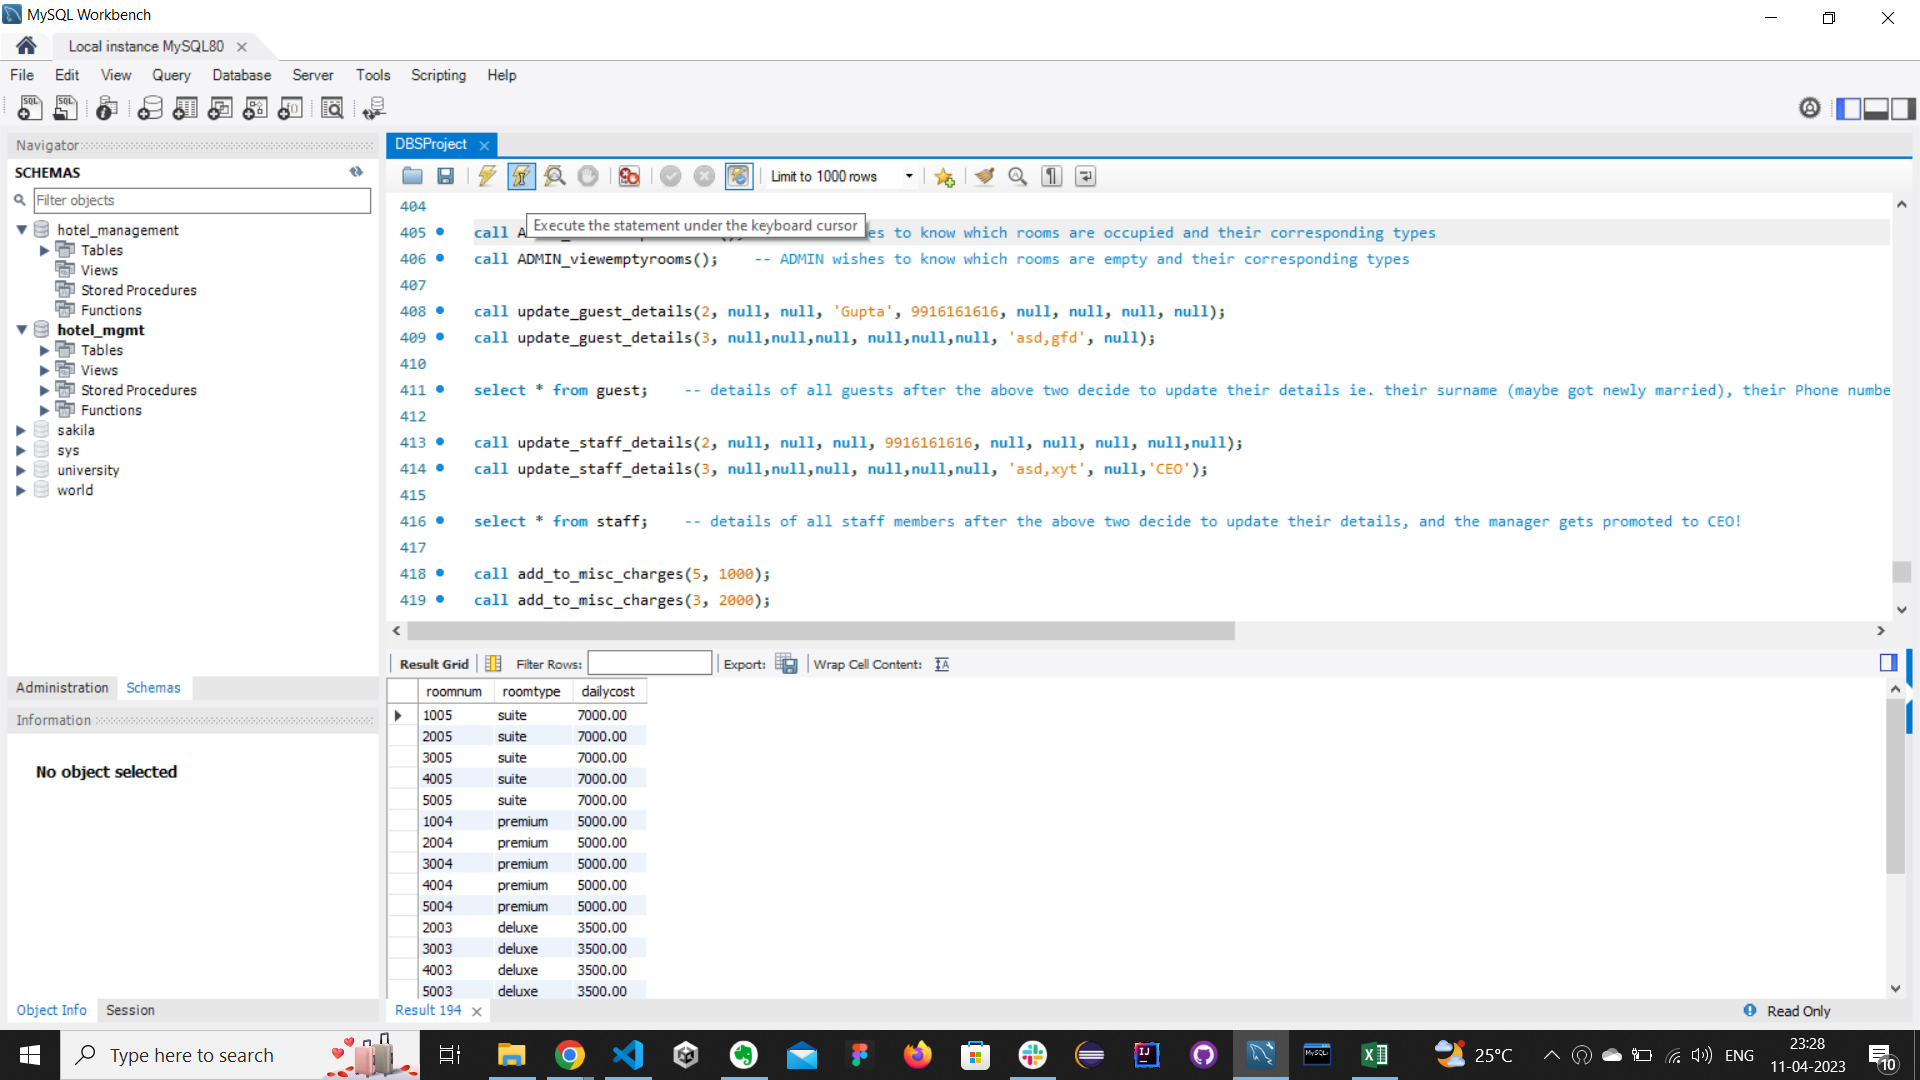 MySQL Workbench
Local instance MySQL80
File Edit View Query Database Server Tools Scripting Help
Navigator
SCHEMAS
Filter objects
hotel_management
Tables
Views
Stored Procedures
Functions
hotel_mgmt
Tables
Views
Stored Procedures
Functions
sakila
sys
university
world
Administration Schemas
Information
No object selected
Object Info Session
DBSProject
Limit to 1000 rows
Execute the statement under the keyboard cursor
404
405 call A es to know which rooms are occupied and their corresponding types
406 call ADMIN_viewemptyrooms(); -- ADMIN wishes to know which rooms are empty and their corresponding types
407
408 call update_guest_details(2, null, null, 'Gupta', 9916161616, null, null, null, null);
409 call update_guest_details(3, null,null,null, null,null,null, 'asd,gfd', null);
410
411 select * from guest; -- details of all guests after the above two decide to update their details ie. their surname (maybe got newly married), their Phone numbe
412
413 call update_staff_details(2, null, null, null, 9916161616, null, null, null, null,null);
414 call update_staff_details(3, null,null,null, null,null,null, 'asd,xyt', null,'CEO');
415
416 select * from staff; -- details of all staff members after the above two decide to update their details, and the manager gets promoted to CEO!
417
418 call add_to_misc_charges(5, 1000);
419 call add_to_misc_charges(3, 2000);
Result Grid Filter Rows: Export: Wrap Cell Content:
roomnum roomtype dailycost
1005 suite 7000.00
2005 suite 7000.00
3005 suite 7000.00
4005 suite 7000.00
5005 suite 7000.00
1004 premium 5000.00
2004 premium 5000.00
3004 premium 5000.00
4004 premium 5000.00
5004 premium 5000.00
2003 deluxe 3500.00
3003 deluxe 3500.00
4003 deluxe 3500.00
5003 deluxe 3500.00
Result 194
Read Only
Type here to search
25°C
ENG
23:28
11-04-2023
10